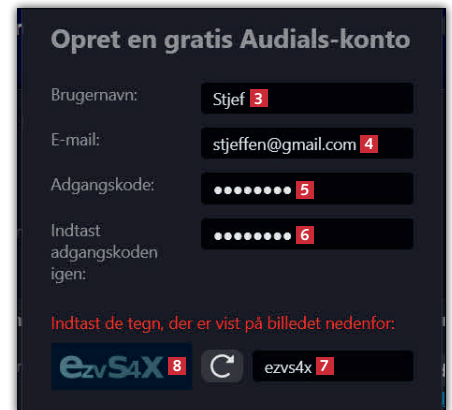 Opret en gratis Audials-konto
Brugernavn: Stjef 3
E-mail: stjeffen@gmail.com 4
Adgangskode: ●●●●●●●● 5
Indtast
adgangskoden
igen: ●●●●●●●● 6
Indtast de tegn, der er vist på billedet nedenfor:
ezvS4X 8 ezvs4x 7